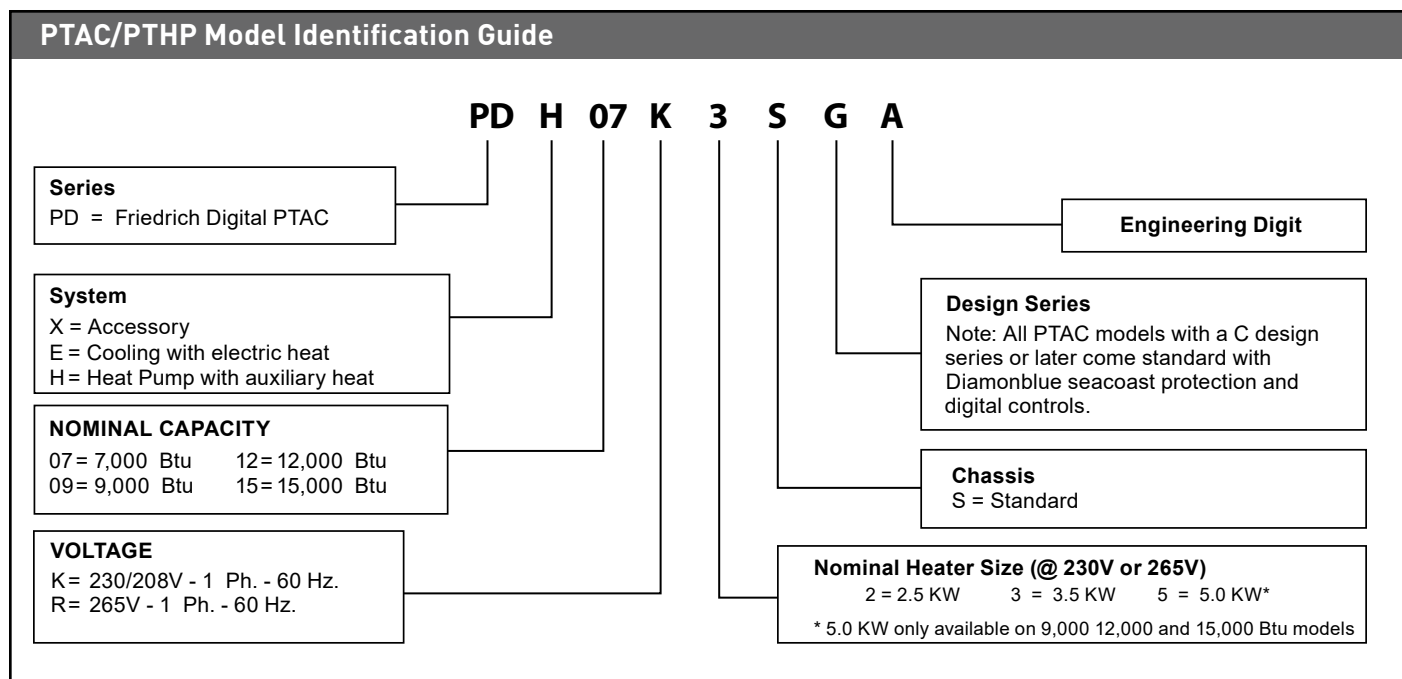 PTAC/PTHP Model Identification Guide
PD H 07 K 3 S G A
Series
PD = Friedrich Digital PTAC
System
X = Accessory
E = Cooling with electric heat
H = Heat Pump with auxiliary heat
NOMINAL CAPACITY
07 = 7,000 Btu 12 = 12,000 Btu
09 = 9,000 Btu 15 = 15,000 Btu
VOLTAGE
K = 230/208V - 1 Ph. - 60 Hz.
R = 265V - 1 Ph. - 60 Hz.
Engineering Digit
Design Series
Note: All PTAC models with a C design
series or later come standard with
Diamonblue seacoast protection and
digital controls.
Chassis
S = Standard
Nominal Heater Size (@ 230V or 265V)
2 = 2.5 KW 3 = 3.5 KW 5 = 5.0 KW*
* 5.0 KW only available on 9,000 12,000 and 15,000 Btu models